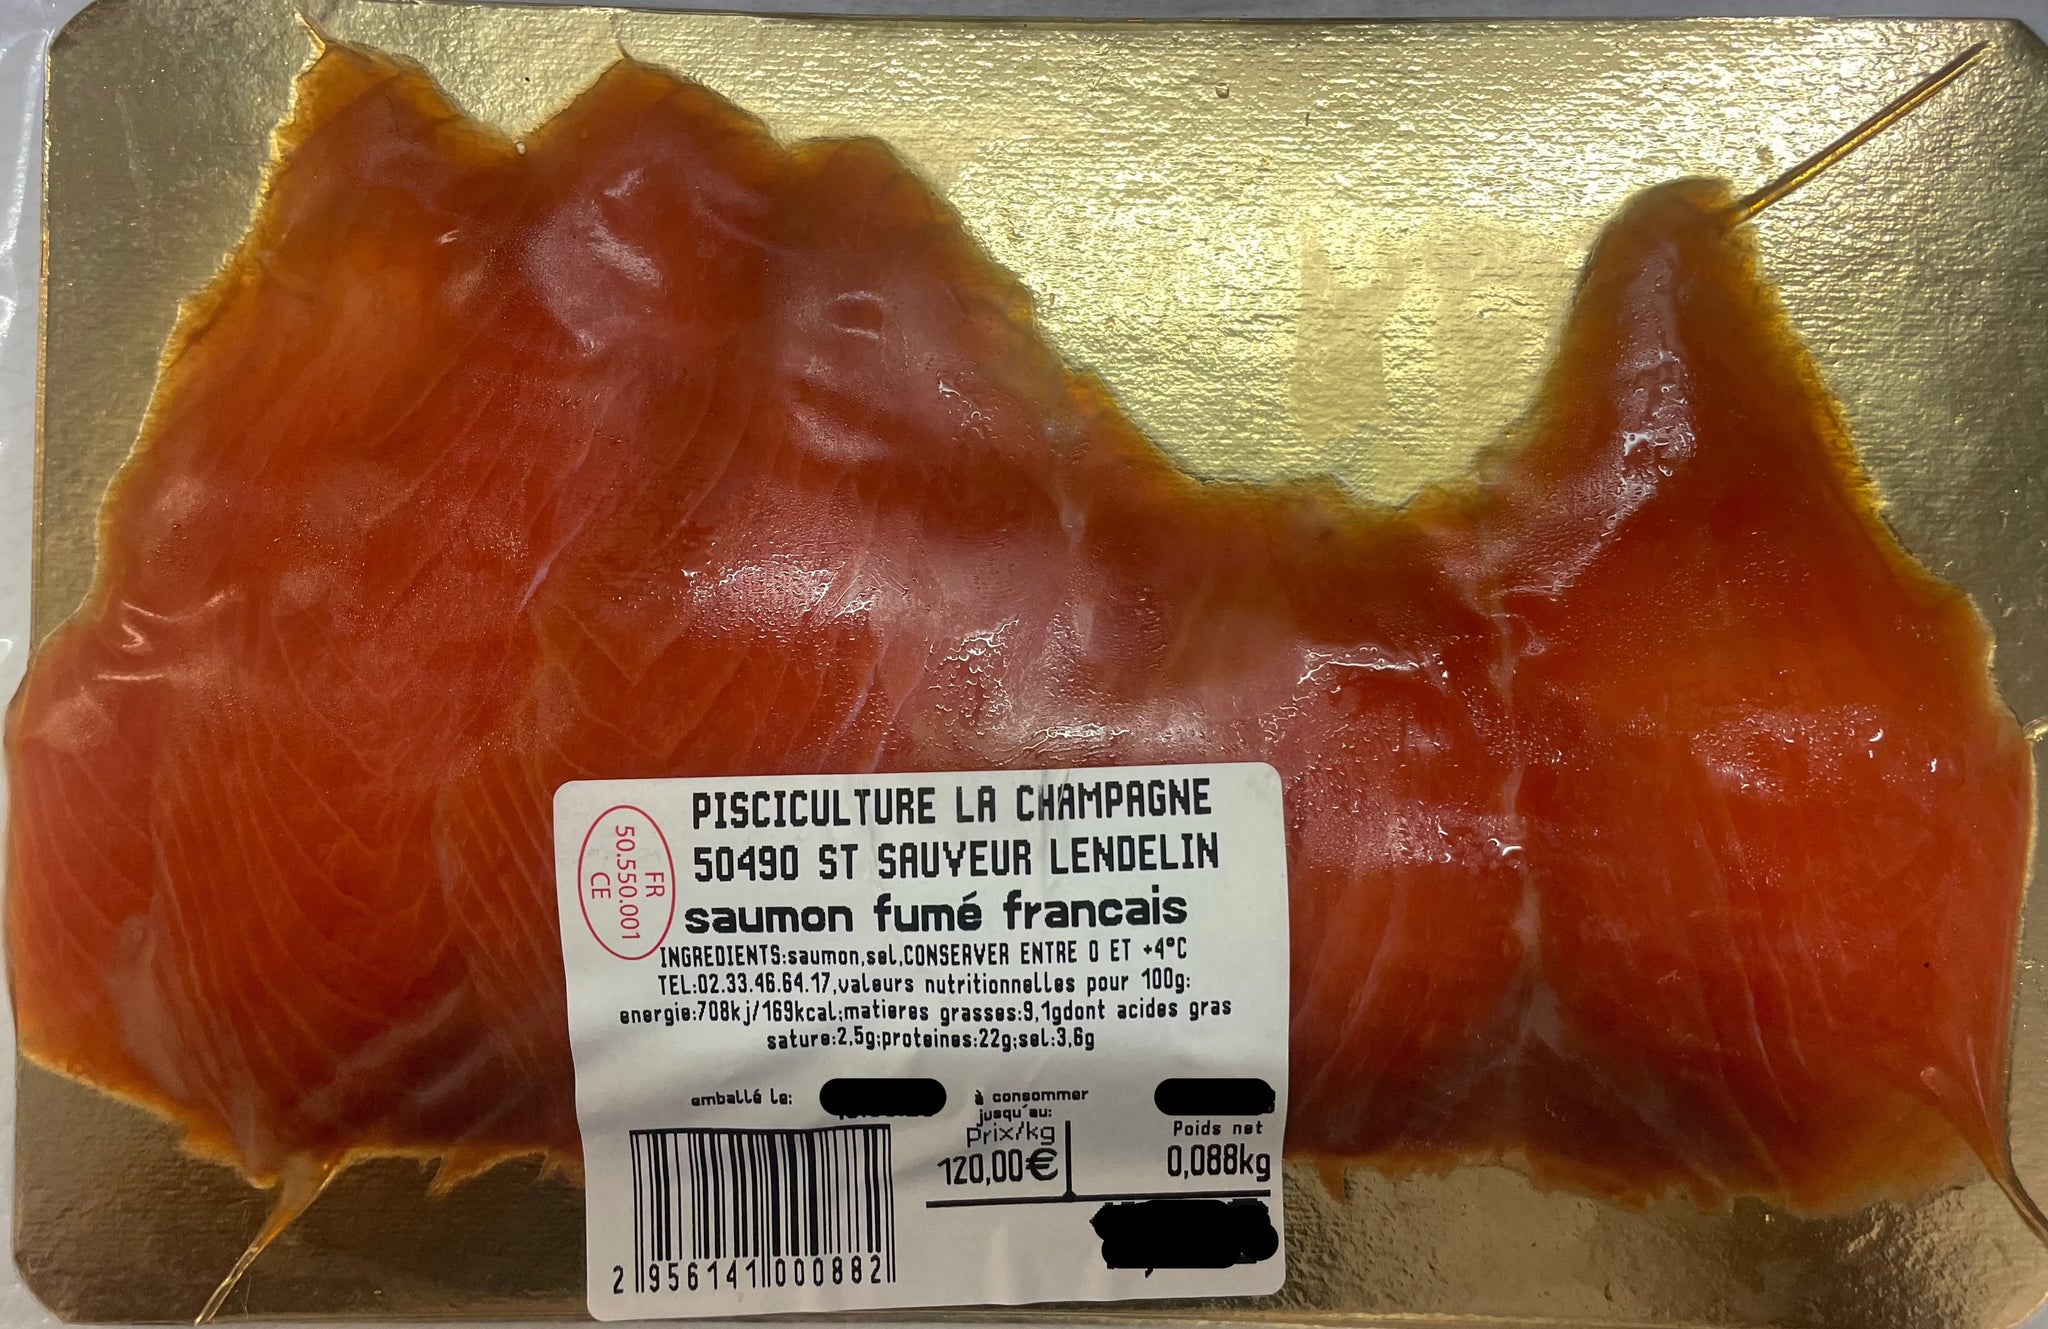 PISCICULTURE LA CHAMPAGNE
50490 ST SAUVEUR LENDELIN
saumon fumé francais
FR
50.550.001
CE
INGREDIENTS:saumon,sel,CONSERVER ENTRE 0 ET +4°C
TEL:02.33.46.64.17,valeurs nutritionnelles pour 100g:
energie:708kj/169kcal;matieres grasses:9,1gdont acides gras
sature:2,5g;proteines:22g;sel:3,6g
emballé le:
à consommer
jusqu'au:
Prix/kg
120,00€
Poids net
0,088kg
2 956141 000882